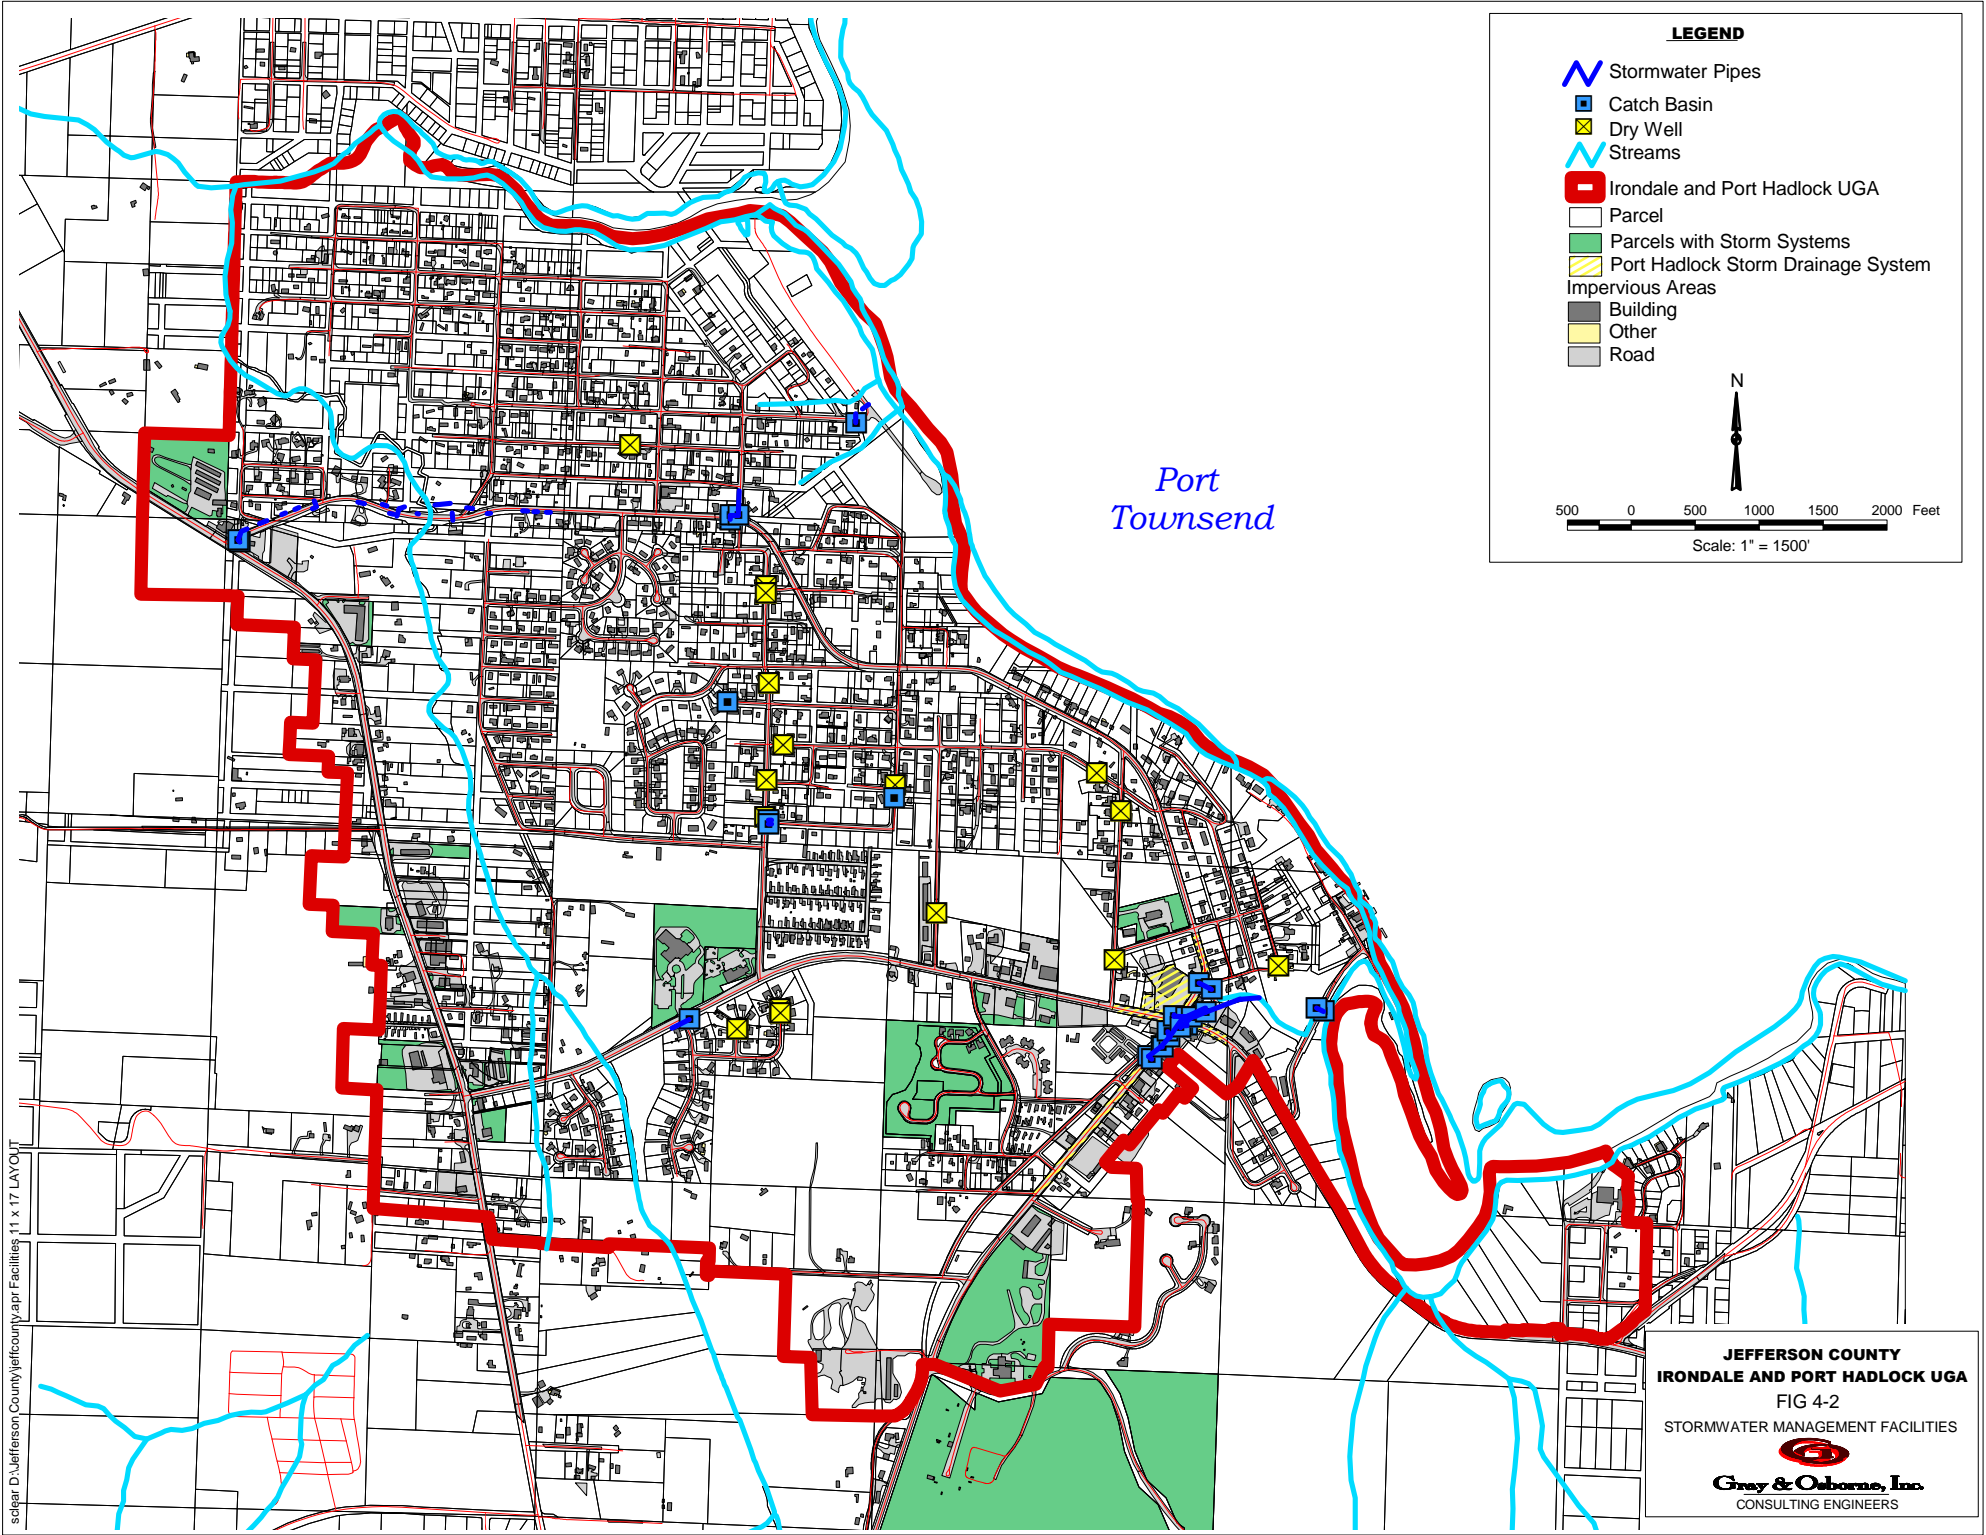 LEGEND
Stormwater Pipes
Catch Basin
Dry Well
Streams
Irondale and Port Hadlock UGA
Parcel
Parcels with Storm Systems
Port Hadlock Storm Drainage System
Impervious Areas
Building
Other
Road
N
500 0 500 1000 1500 2000 Feet
Scale: 1" = 1500'
Port
Townsend
JEFFERSON COUNTY
IRONDALE AND PORT HADLOCK UGA
FIG 4-2
STORMWATER MANAGEMENT FACILITIES
Gray & Osborne, Inc.
CONSULTING ENGINEERS
sclear D:\Jefferson County\jeffcounty.apr Facilities 11 x 17 LAYOUT